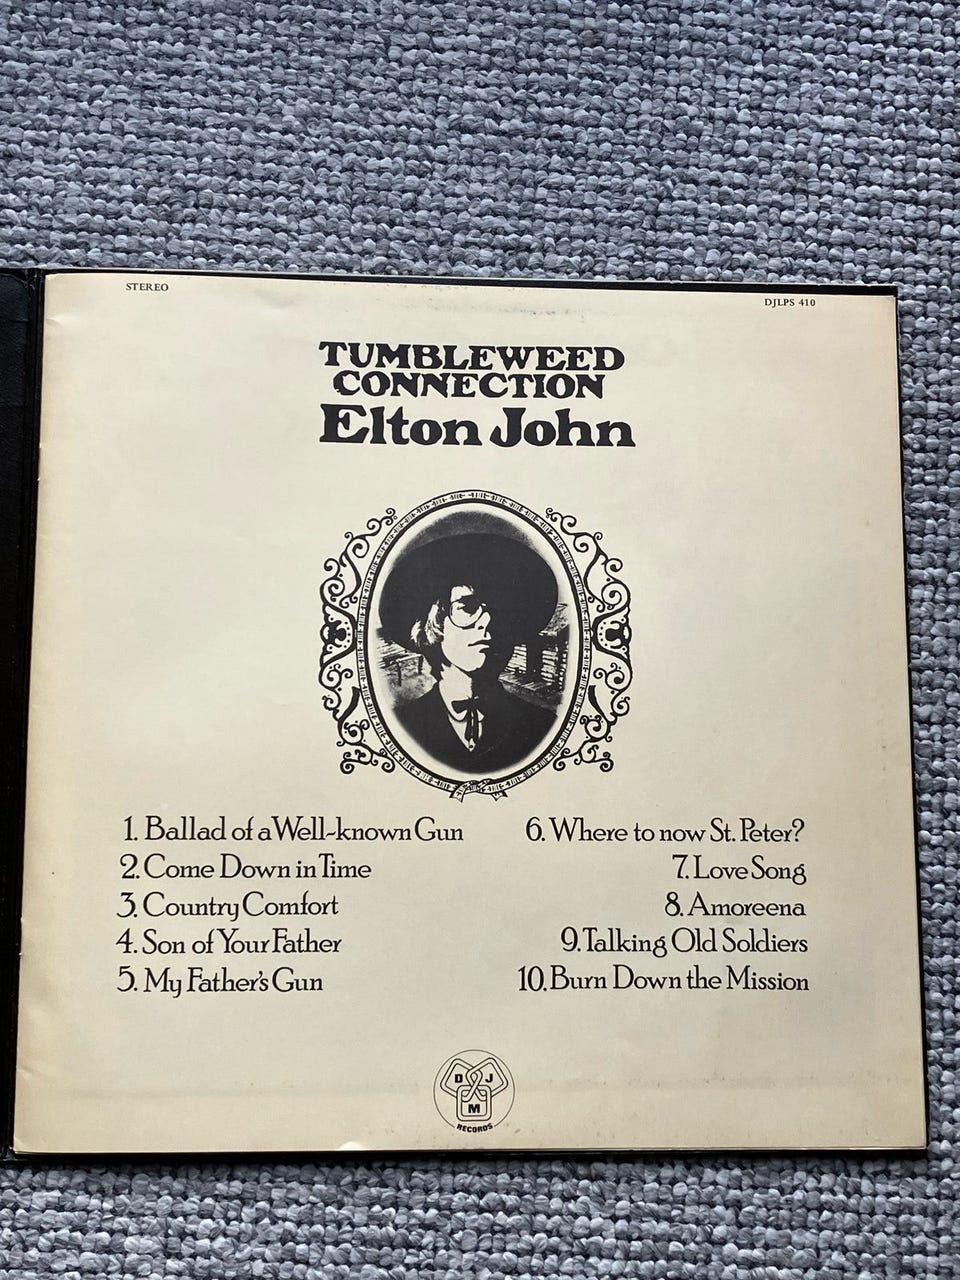 STEREO
DJLPS 410
TUMBLEWEED
CONNECTION
Elton John
1. Ballad of a Well-known Gun
2. Come Down in Time
3. Country Comfort
4. Son of Your Father
5. My Father's Gun
6. Where to now St. Peter?
7. Love Song
8. Amoreena
9. Talking Old Soldiers
10. Burn Down the Mission
D J
M
RECORDS